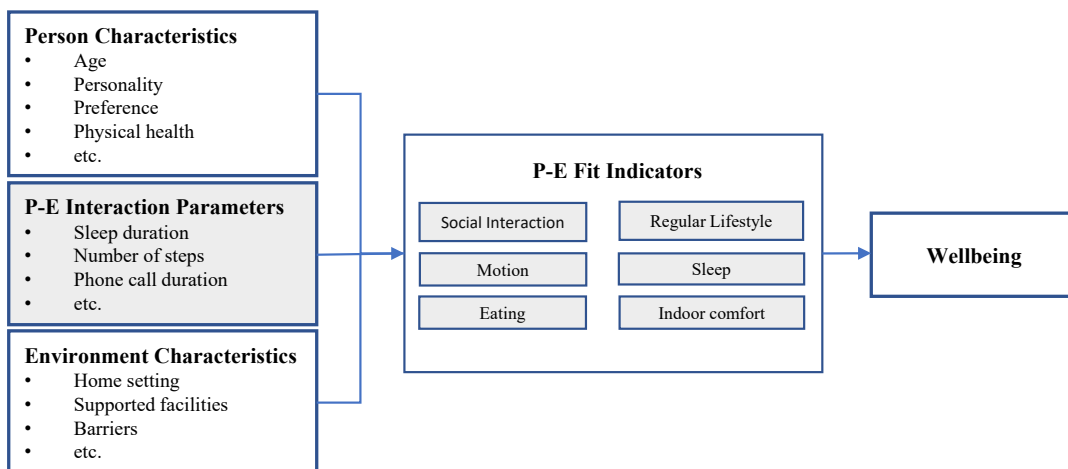 Person Characteristics
• Age
• Personality
• Preference
• Physical health
• etc.
P-E Interaction Parameters
• Sleep duration
• Number of steps
• Phone call duration
• etc.
Environment Characteristics
• Home setting
• Supported facilities
• Barriers
• etc.
P-E Fit Indicators
Social Interaction
Regular Lifestyle
Motion
Sleep
Eating
Indoor comfort
Wellbeing